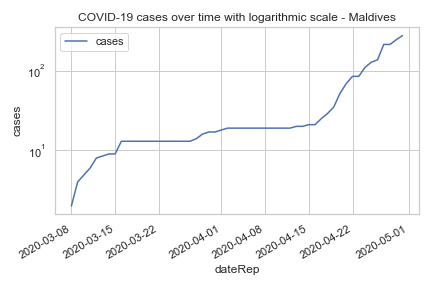 COVID-19 cases over time with logarithmic scale - Maldives
cases
10²
10¹
cases
2020-03-08
2020-03-15
2020-03-22
2020-04-01
2020-04-08
2020-04-15
2020-04-22
2020-05-01
dateRep